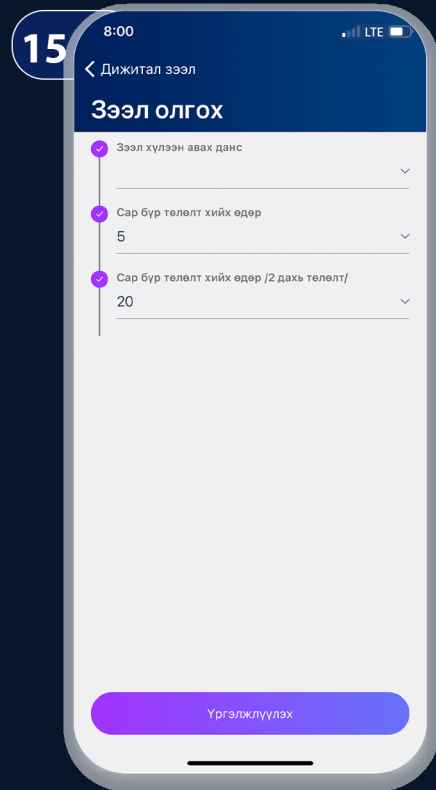 15
8:00
LTE
Дижитал зээл
Зээл олгох
Зээл хүлээн авах данс
Сар бүр төлөлт хийх өдөр
5
Сар бүр төлөлт хийх өдөр /2 дахь төлөлт/
20
Үргэлжлүүлэх